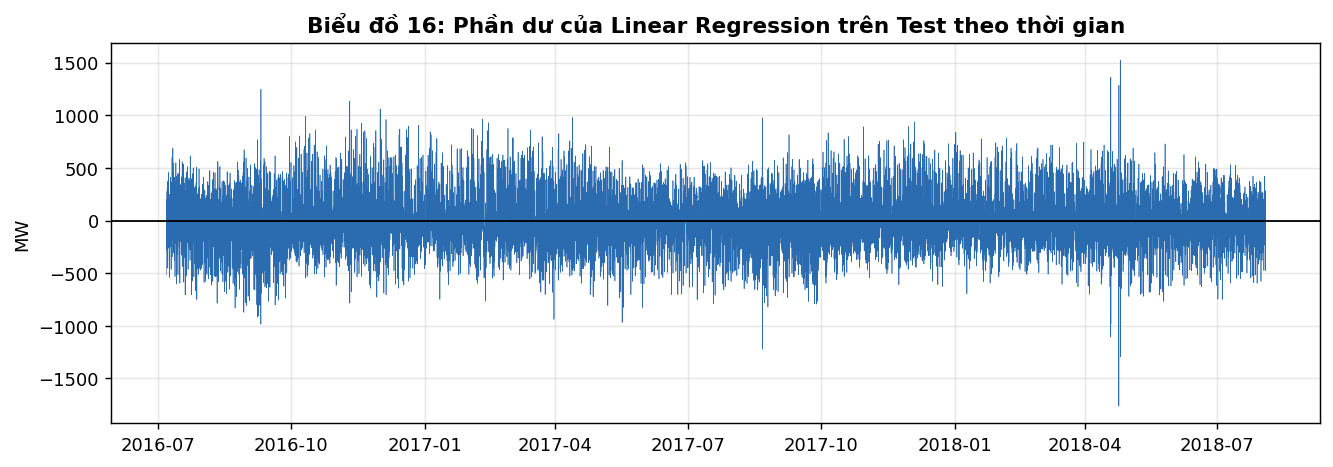 Biểu đồ 16: Phần dư của Linear Regression trên Test theo thời gian
MW
1500
1000
500
0
−500
−1000
−1500
2016-07 2016-10 2017-01 2017-04 2017-07 2017-10 2018-01 2018-04 2018-07